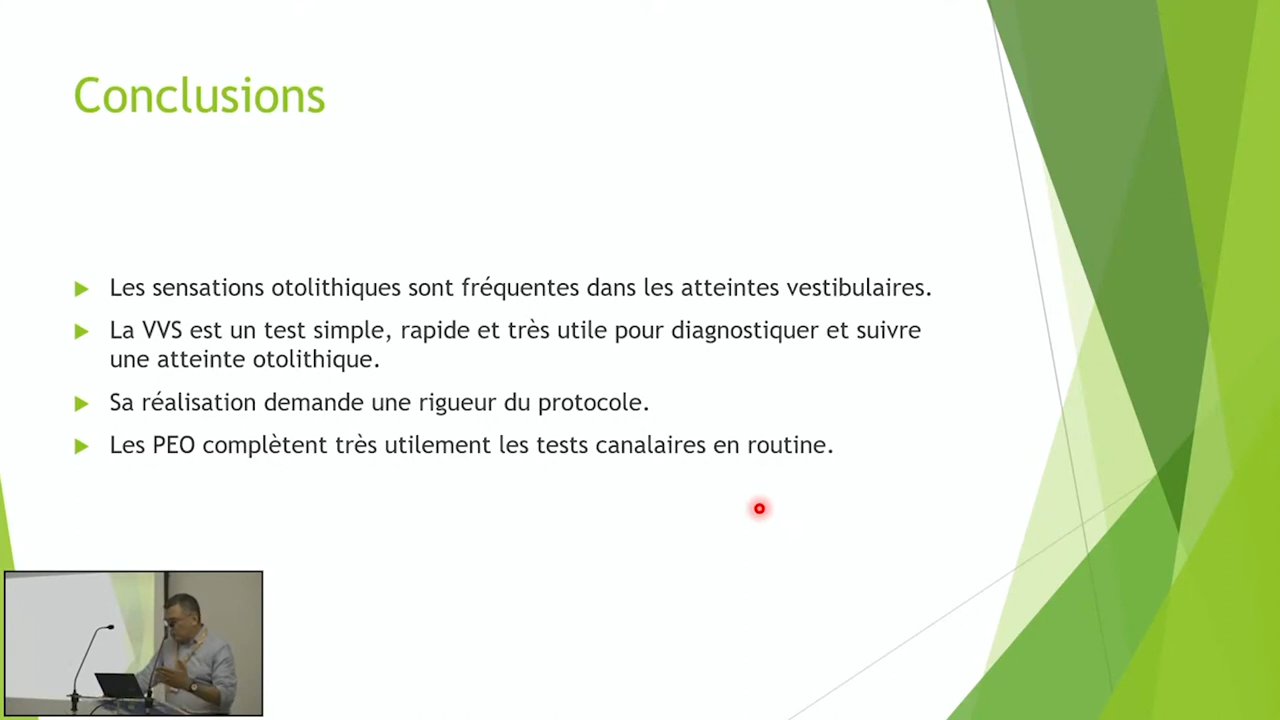 Conclusions
Les sensations otolithiques sont fréquentes dans les atteintes vestibulaires.
La VVS est un test simple, rapide et très utile pour diagnostiquer et suivre
une atteinte otolithique.
Sa réalisation demande une rigueur du protocole.
Les PEO complètent très utilement les tests canalaires en routine.